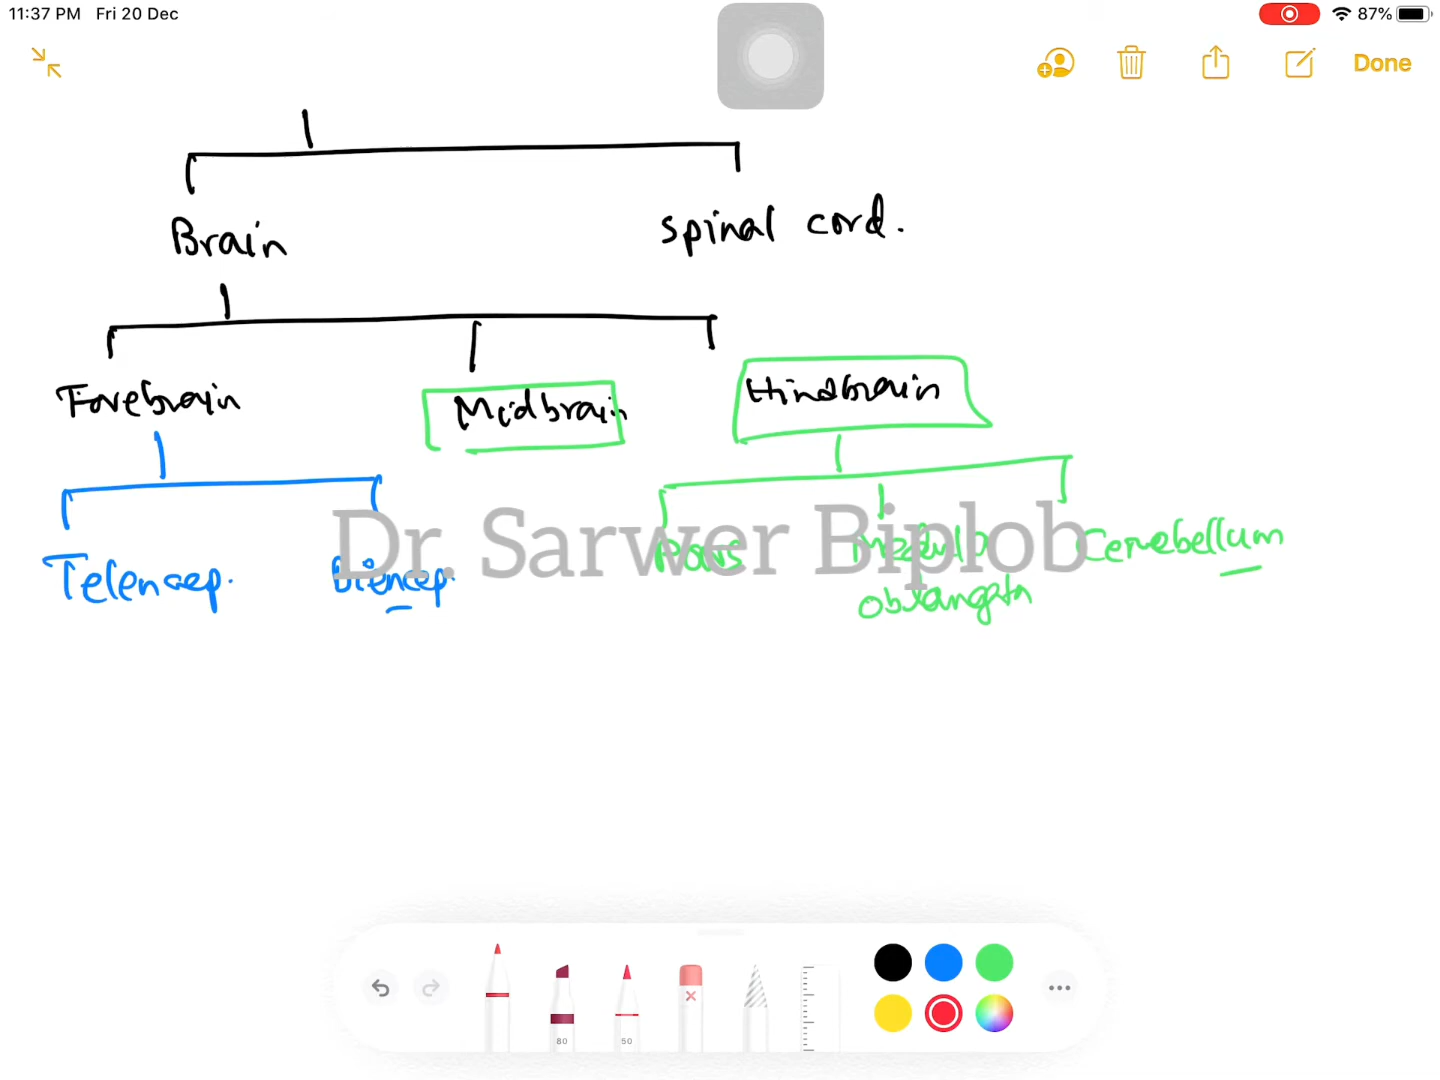 11:37 PM Fri 20 Dec
87%
Done
Brain
spinal cord.
Forebrain
Midbrain
Hindbrain
Telencep.
Diencep.
Pons
Medulla
oblangata
Cerebellum
Dr. Sarwer Biplob
80
50